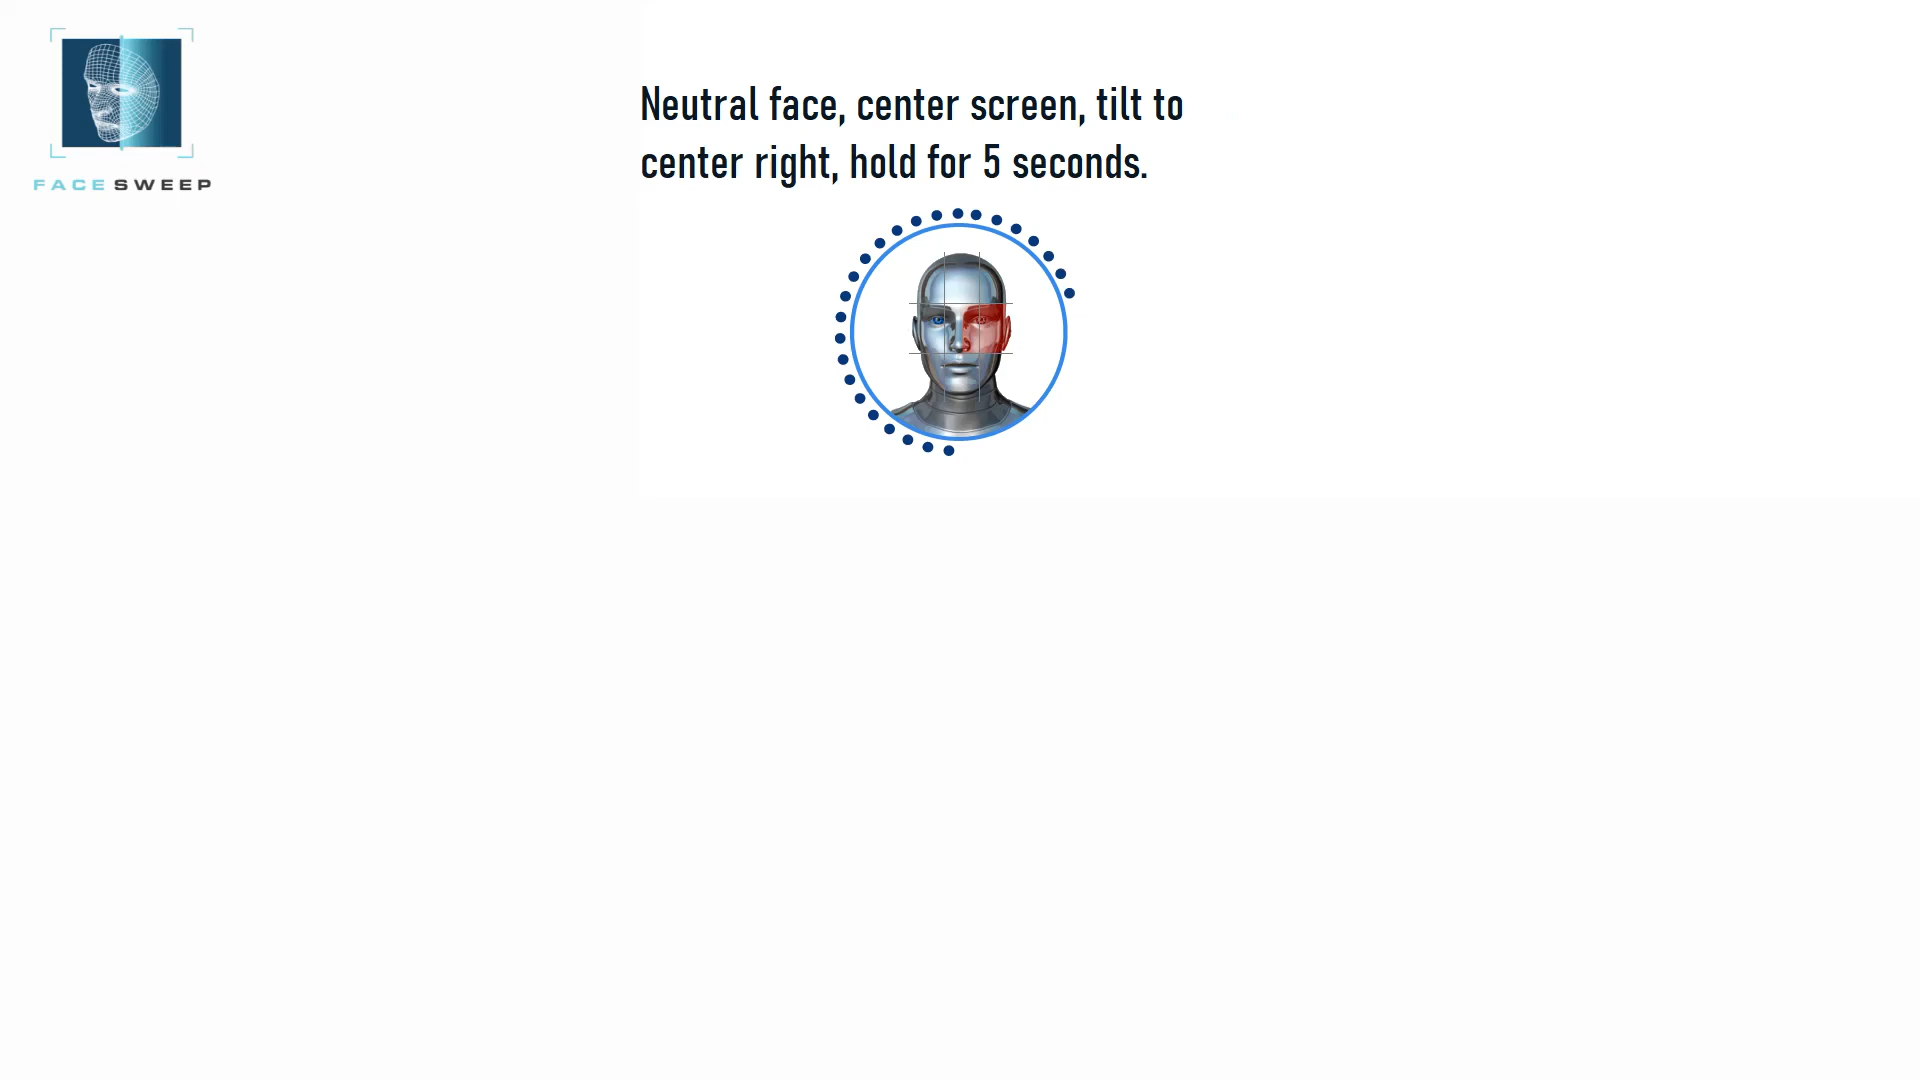 FACE SWEEP
Neutral face, center screen, tilt to
center right, hold for 5 seconds.